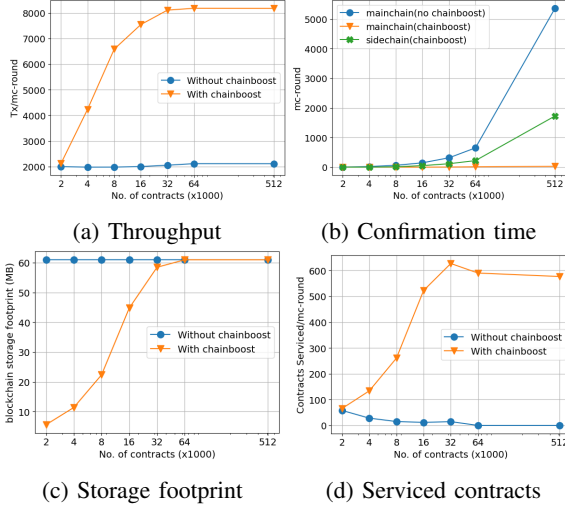 8000
7000
6000
5000
4000
3000
2000
Tx/mc-round
Without chainboost
With chainboost
2 4 8 16 32 64 512
No. of contracts (x1000)
(a) Throughput
5000
4000
3000
2000
1000
0
mc-round
mainchain(no chainboost)
mainchain(chainboost)
sidechain(chainboost)
2 4 8 16 32 64 512
No. of contracts (x1000)
(b) Confirmation time
60
50
40
30
20
10
blockchain storage footprint (MB)
Without chainboost
With chainboost
2 4 8 16 32 64 512
No. of contracts (x1000)
(c) Storage footprint
600
500
400
300
200
100
0
Contracts Serviced/mc-round
Without chainboost
With chainboost
2 4 8 16 32 64 512
No. of contracts (x1000)
(d) Serviced contracts